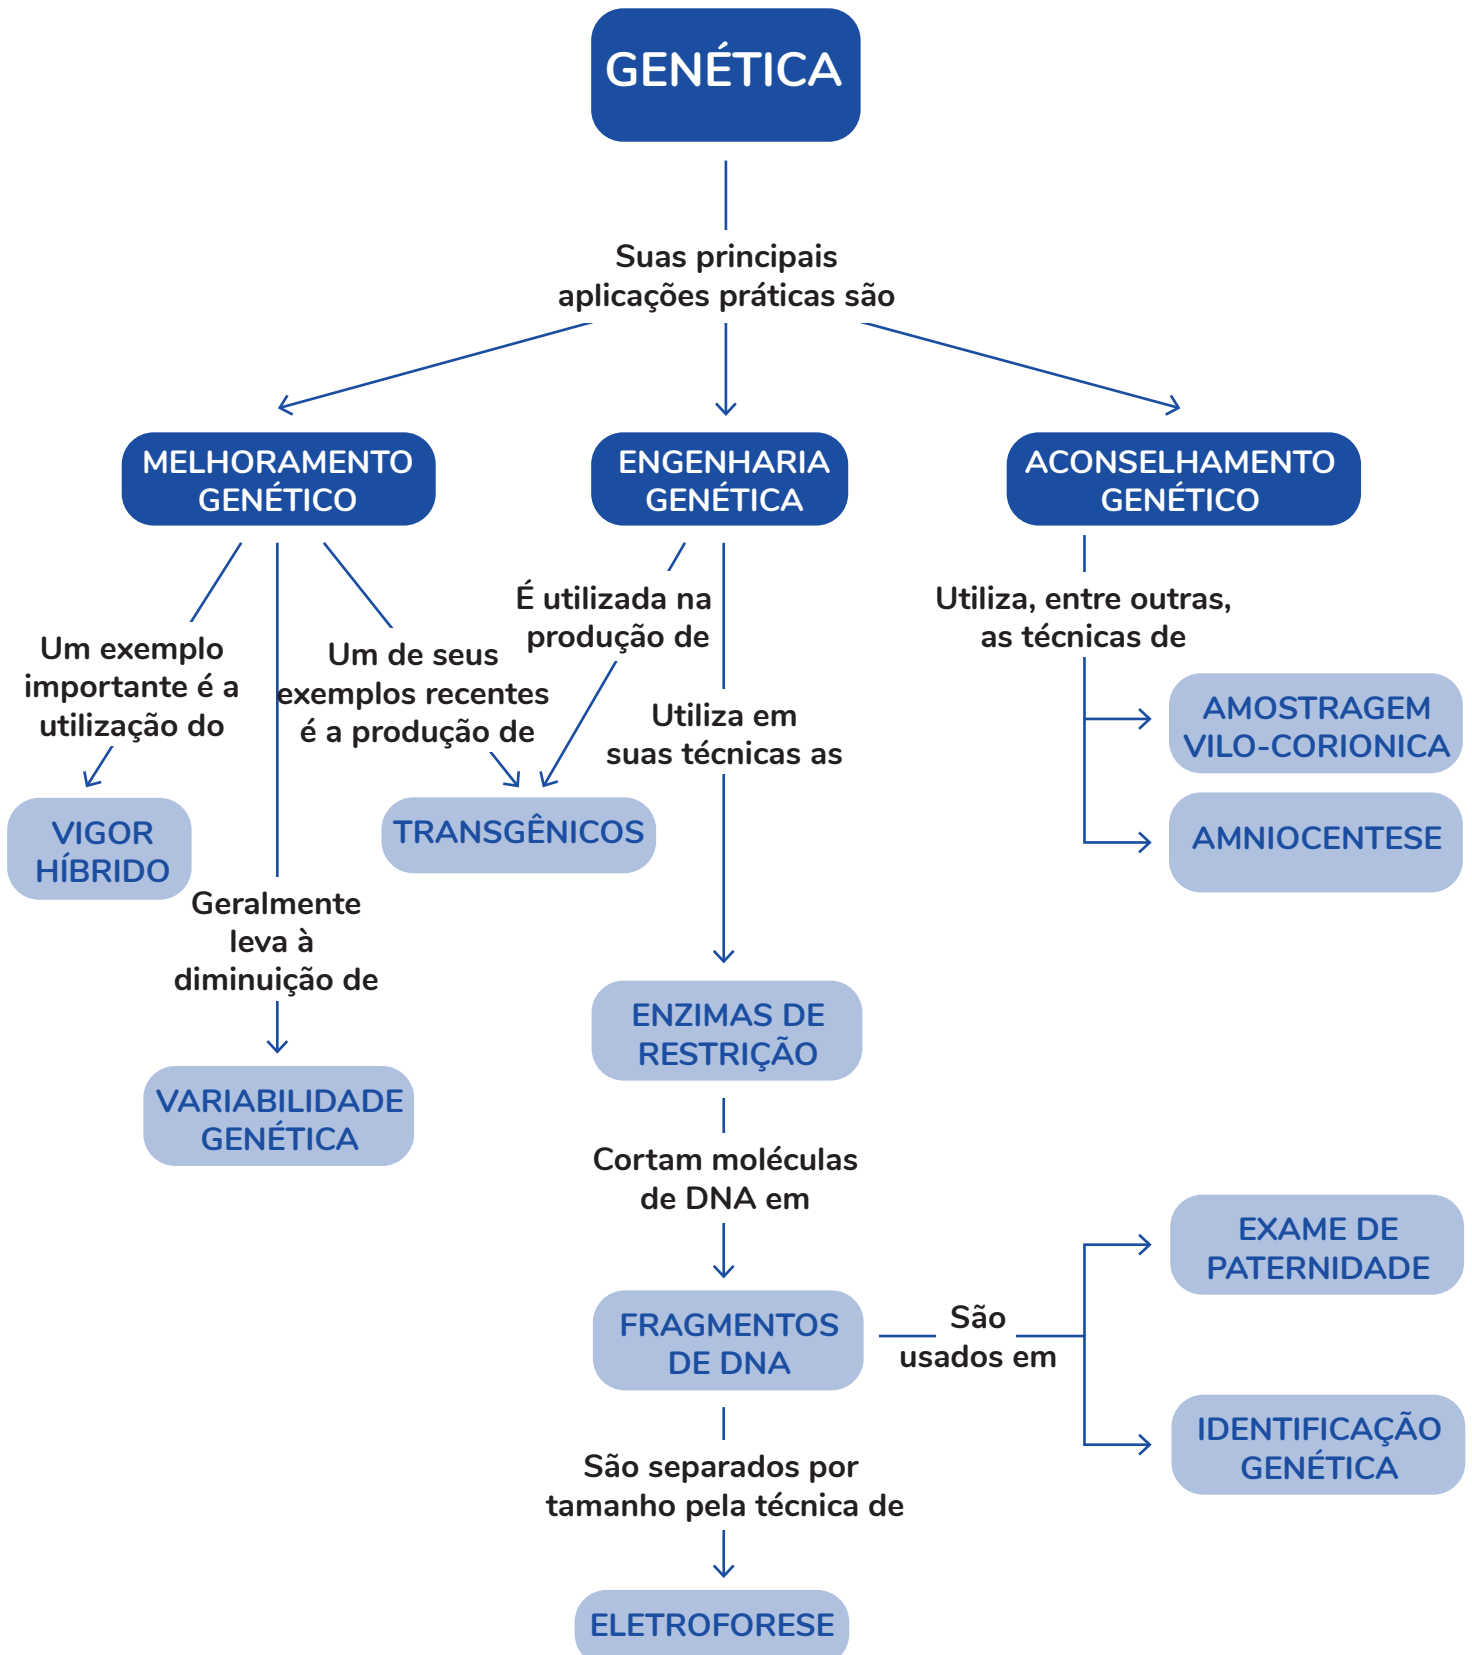 GENÉTICA
Suas principais
aplicações práticas são
MELHORAMENTO
GENÉTICO
ENGENHARIA
GENÉTICA
ACONSELHAMENTO
GENÉTICO
Um exemplo
importante é a
utilização do
Um de seus
exemplos recentes
é a produção de
É utilizada na
produção de
Utiliza em
suas técnicas as
Utiliza, entre outras,
as técnicas de
AMOSTRAGEM
VILO-CORIONICA
AMNIOCENTESE
VIGOR
HÍBRIDO
TRANSGÊNICOS
Geralmente
leva à
diminuição de
VARIABILIDADE
GENÉTICA
ENZIMAS DE
RESTRIÇÃO
Cortam moléculas
de DNA em
FRAGMENTOS
DE DNA
São
usados em
EXAME DE
PATERNIDADE
IDENTIFICAÇÃO
GENÉTICA
São separados por
tamanho pela técnica de
ELETROFORESE